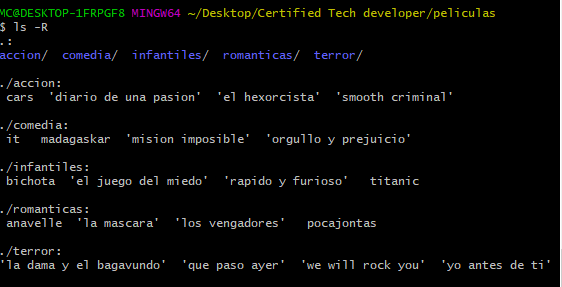 MC@DESKTOP-1FRPGF8 MINGW64 ~/Desktop/Certified Tech developer/peliculas
$ ls -R
.:
accion/  comedia/  infantiles/  romanticas/  terror/
./accion:
cars  'diario de una pasion'  'el hexorcista'  'smooth criminal'
./comedia:
it   madagaskar  'mision imposible'  'orgullo y prejuicio'
./infantiles:
bichota  'el juego del miedo'  'rapido y furioso'   titanic
./romanticas:
anavelle  'la mascara'  'los vengadores'   pocajontas
./terror:
'la dama y el bagavundo'  'que paso ayer'  'we will rock you'  'yo antes de ti'